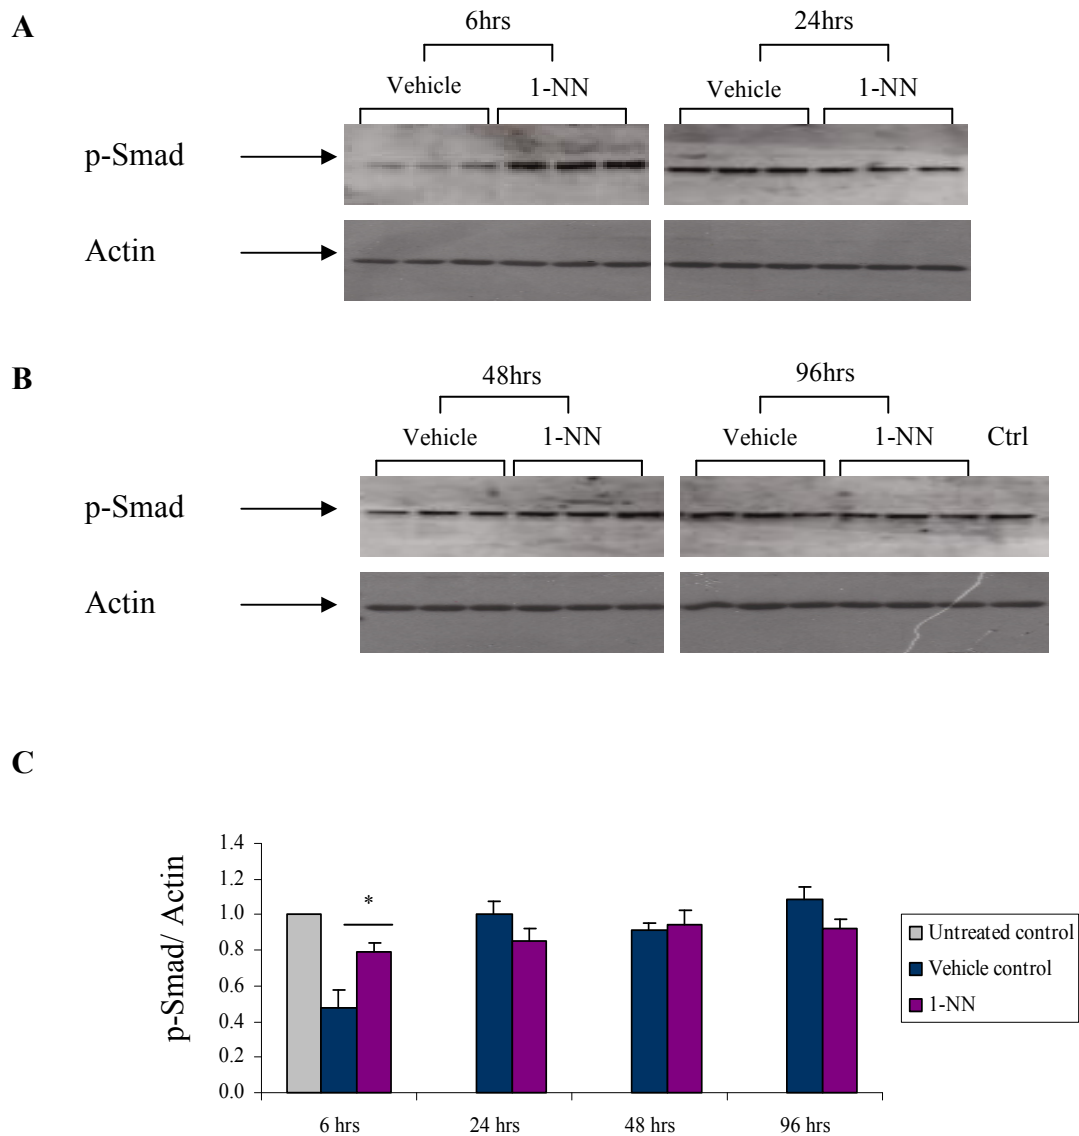 A
6hrs
24hrs
Vehicle
1-NN
Vehicle
1-NN
p-Smad
Actin
B
48hrs
96hrs
Vehicle
1-NN
Vehicle
1-NN
Ctrl
p-Smad
Actin
C
p-Smad/ Actin
1.4
1.2
1.0
0.8
0.6
0.4
0.2
0.0
*
6 hrs
24 hrs
48 hrs
96 hrs
Untreated control
Vehicle control
1-NN